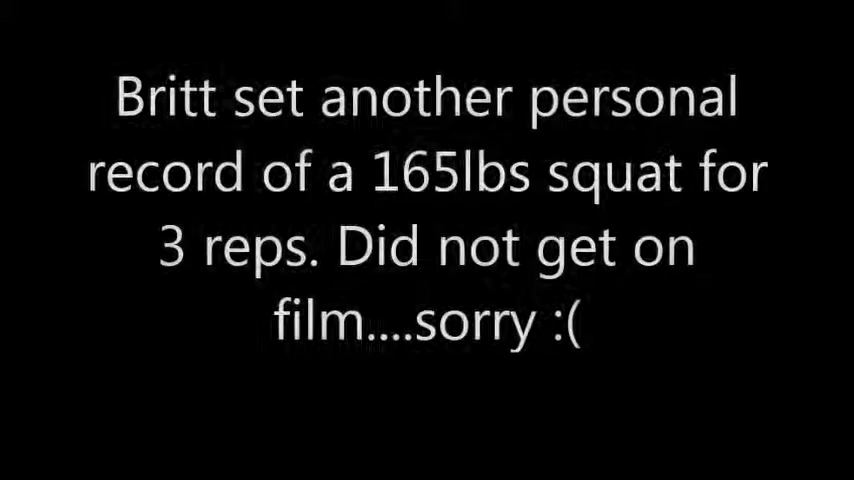 Britt set another personal
record of a 165lbs squat for
3 reps. Did not get on
film....sorry :(